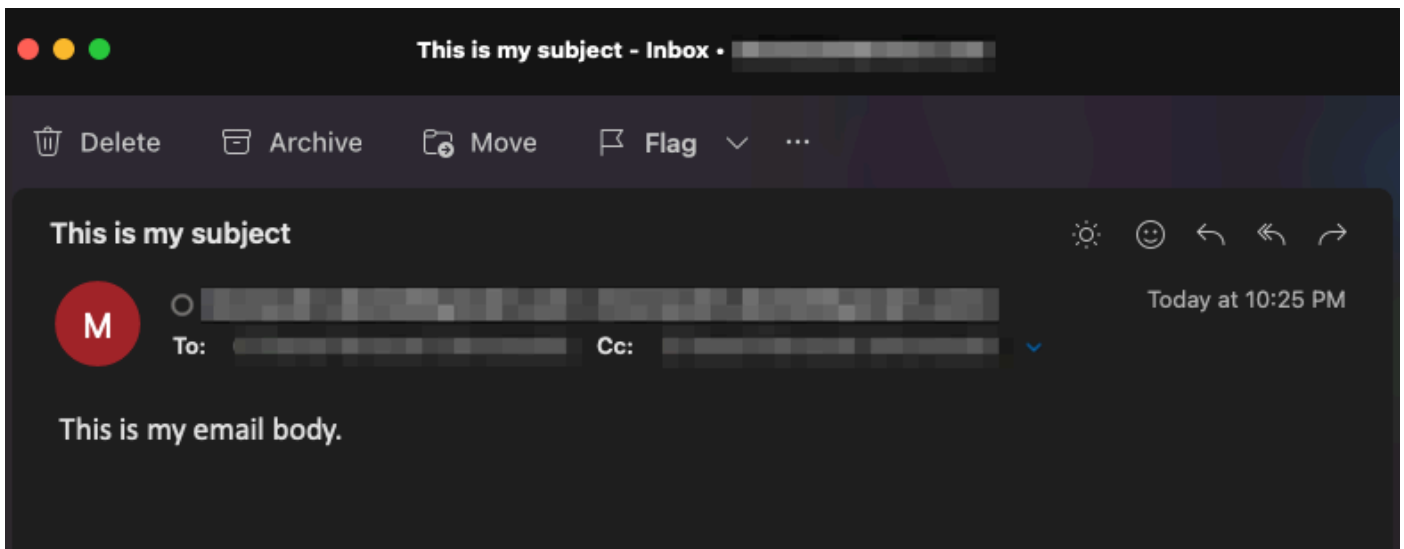 This is my subject - Inbox •
Delete Archive Move Flag ...
This is my subject
M
Today at 10:25 PM
To: Cc:
This is my email body.